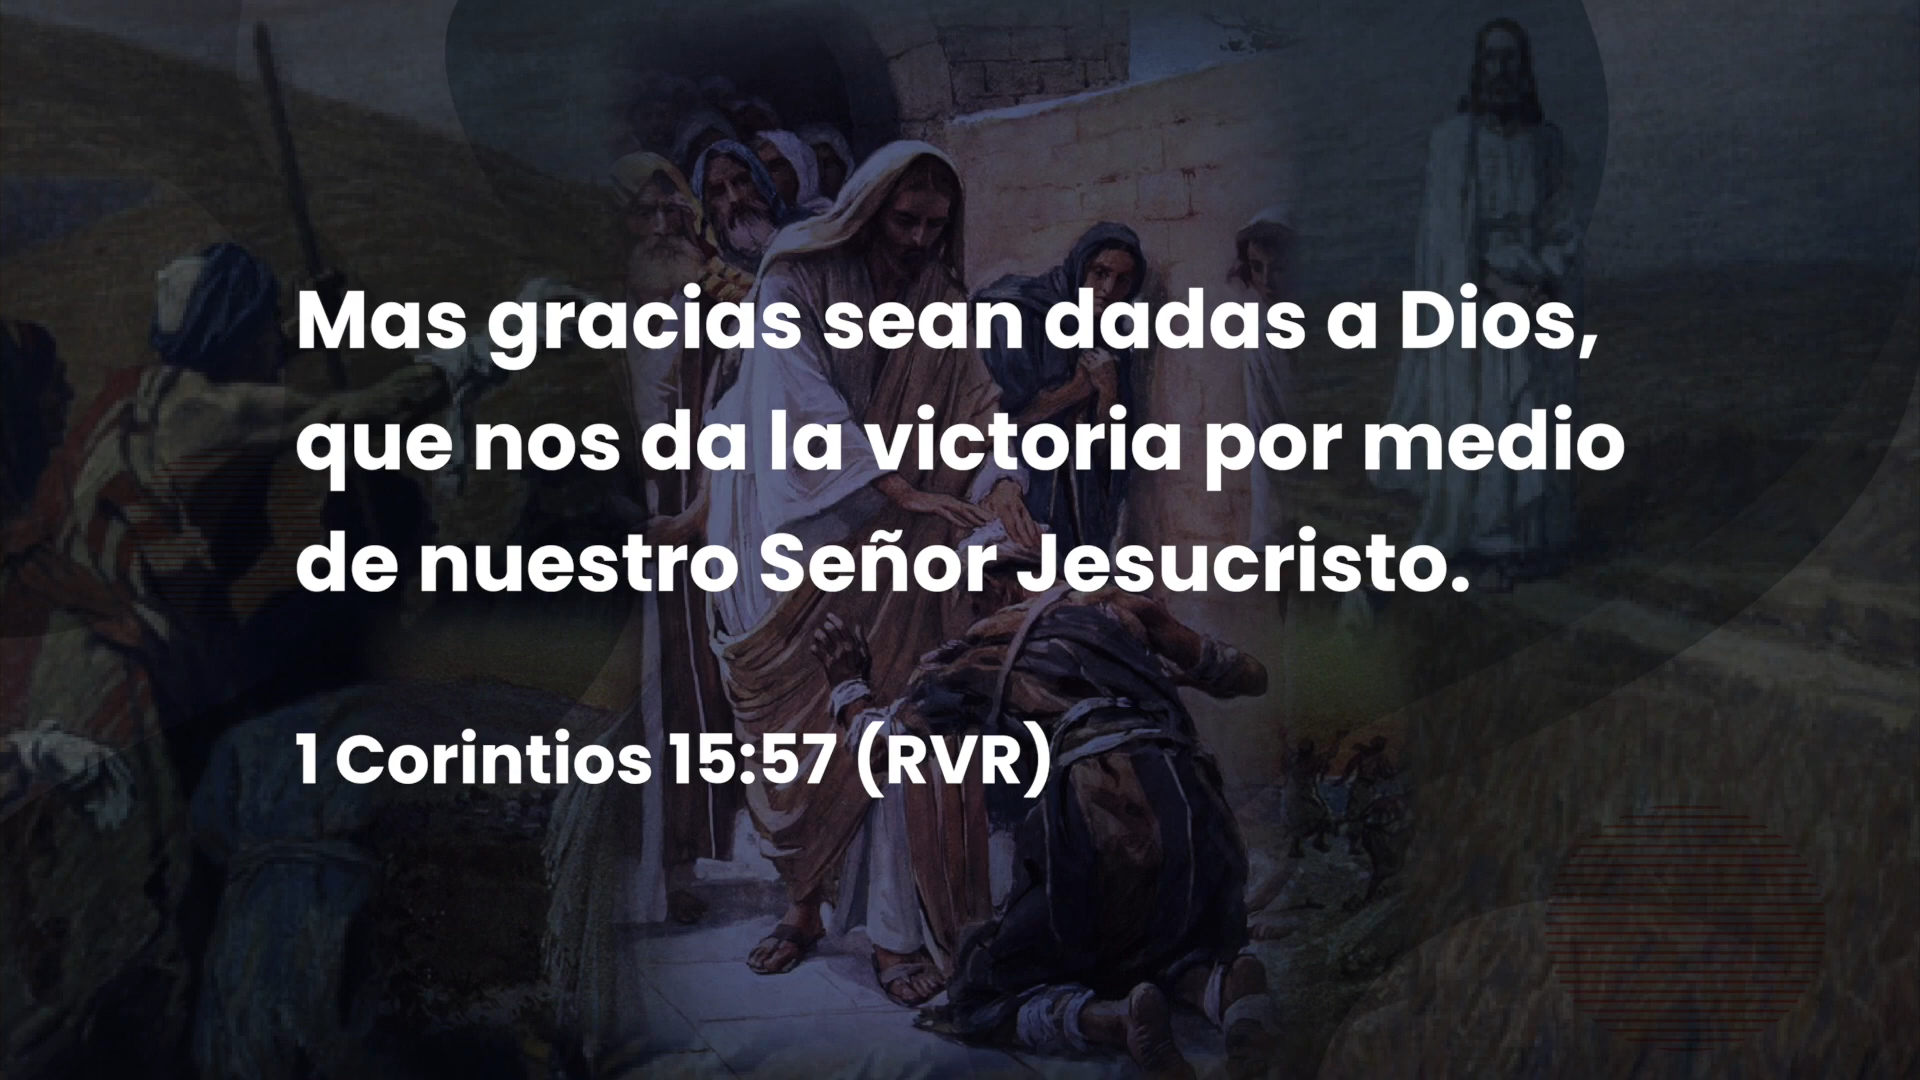 Mas gracias sean dadas a Dios,
que nos da la victoria por medio
de nuestro Señor Jesucristo.
1 Corintios 15:57 (RVR)